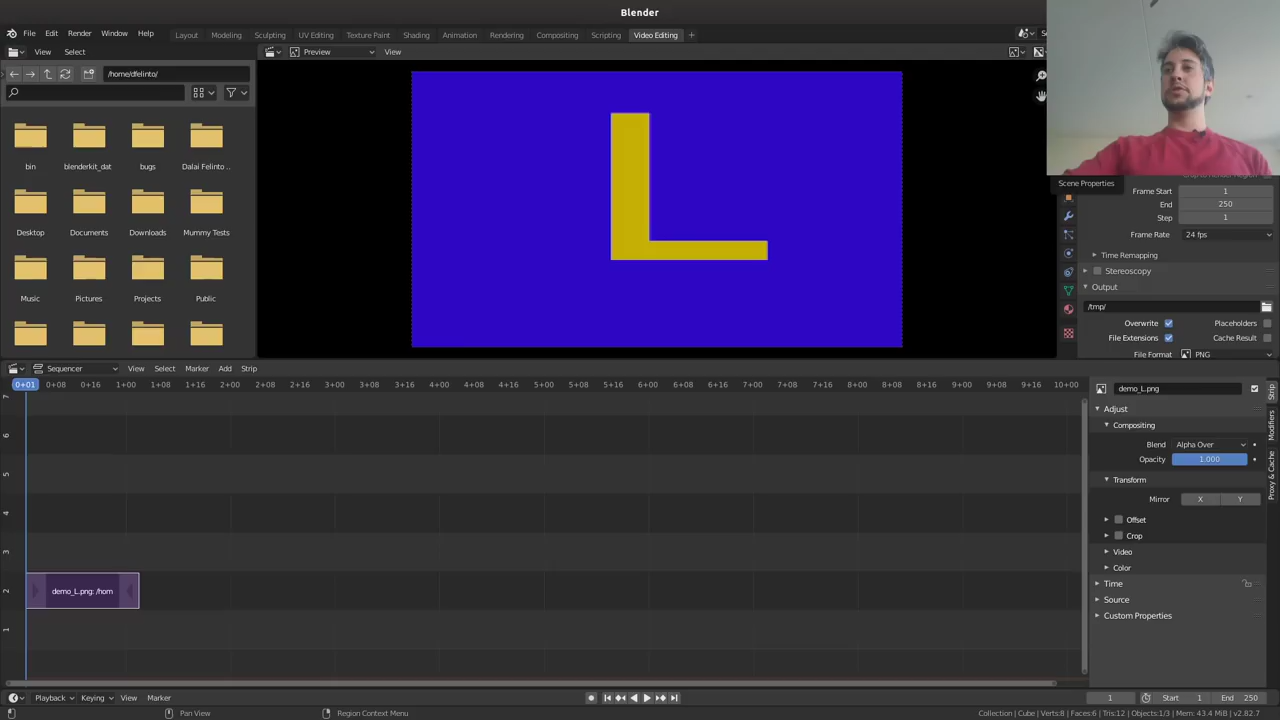 Blender
File Edit Render Window Help Layout Modeling Sculpting UV Editing Texture Paint Shading Animation Rendering Compositing Scripting Video Editing +
View Select Preview View
/home/dfelinto/
bin blenderkit_dat bugs Dalai Felinto ..
Desktop Documents Downloads Mummy Tests
Music Pictures Projects Public
Scene Properties
Frame Start 1
End 250
Step 1
Frame Rate 24 fps
Time Remapping
Stereoscopy
Output
/tmp/
Overwrite Placeholders
File Extensions Cache Result
File Format PNG
Sequencer View Select Marker Add Strip
0+01 0+08 0+16 1+00 1+08 1+16 2+00 2+08 2+16 3+00 3+08 3+16 4+00 4+08 4+16 5+00 5+08 5+16 6+00 6+08 6+16 7+00 7+08 7+16 8+00 8+08 8+16 9+00 9+08 9+16 10+00
7
6
5
4
3
2
1
demo_L.png: /hom
demo_L.png
Adjust
Compositing
Blend Alpha Over
Opacity 1.000
Transform
Mirror X Y
Offset
Crop
Video
Color
Time
Source
Custom Properties
Strip
Modifiers
Proxy & Cache
Playback Keying View Marker 1 Start 1 End 250
Pan View Region Context Menu Collection | Cube | Verts:8 | Faces:6 | Tris:12 | Objects:1/3 | Mem: 43.4 MiB | v2.82.7